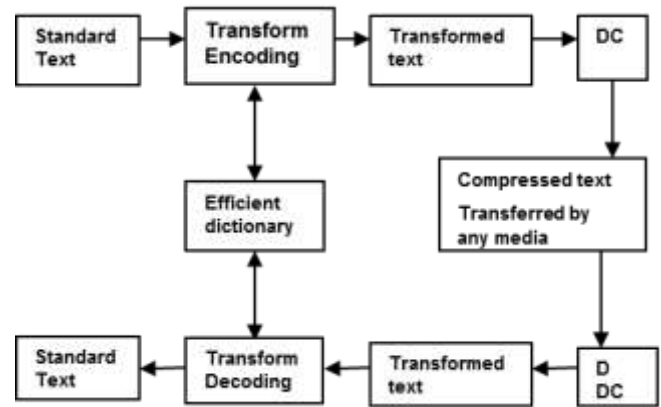 Standard
Text
Transform
Encoding
Transformed
text
DC
Compressed text
Transferred by
any media
Efficient
dictionary
Standard
Text
Transform
Decoding
Transformed
text
D
DC